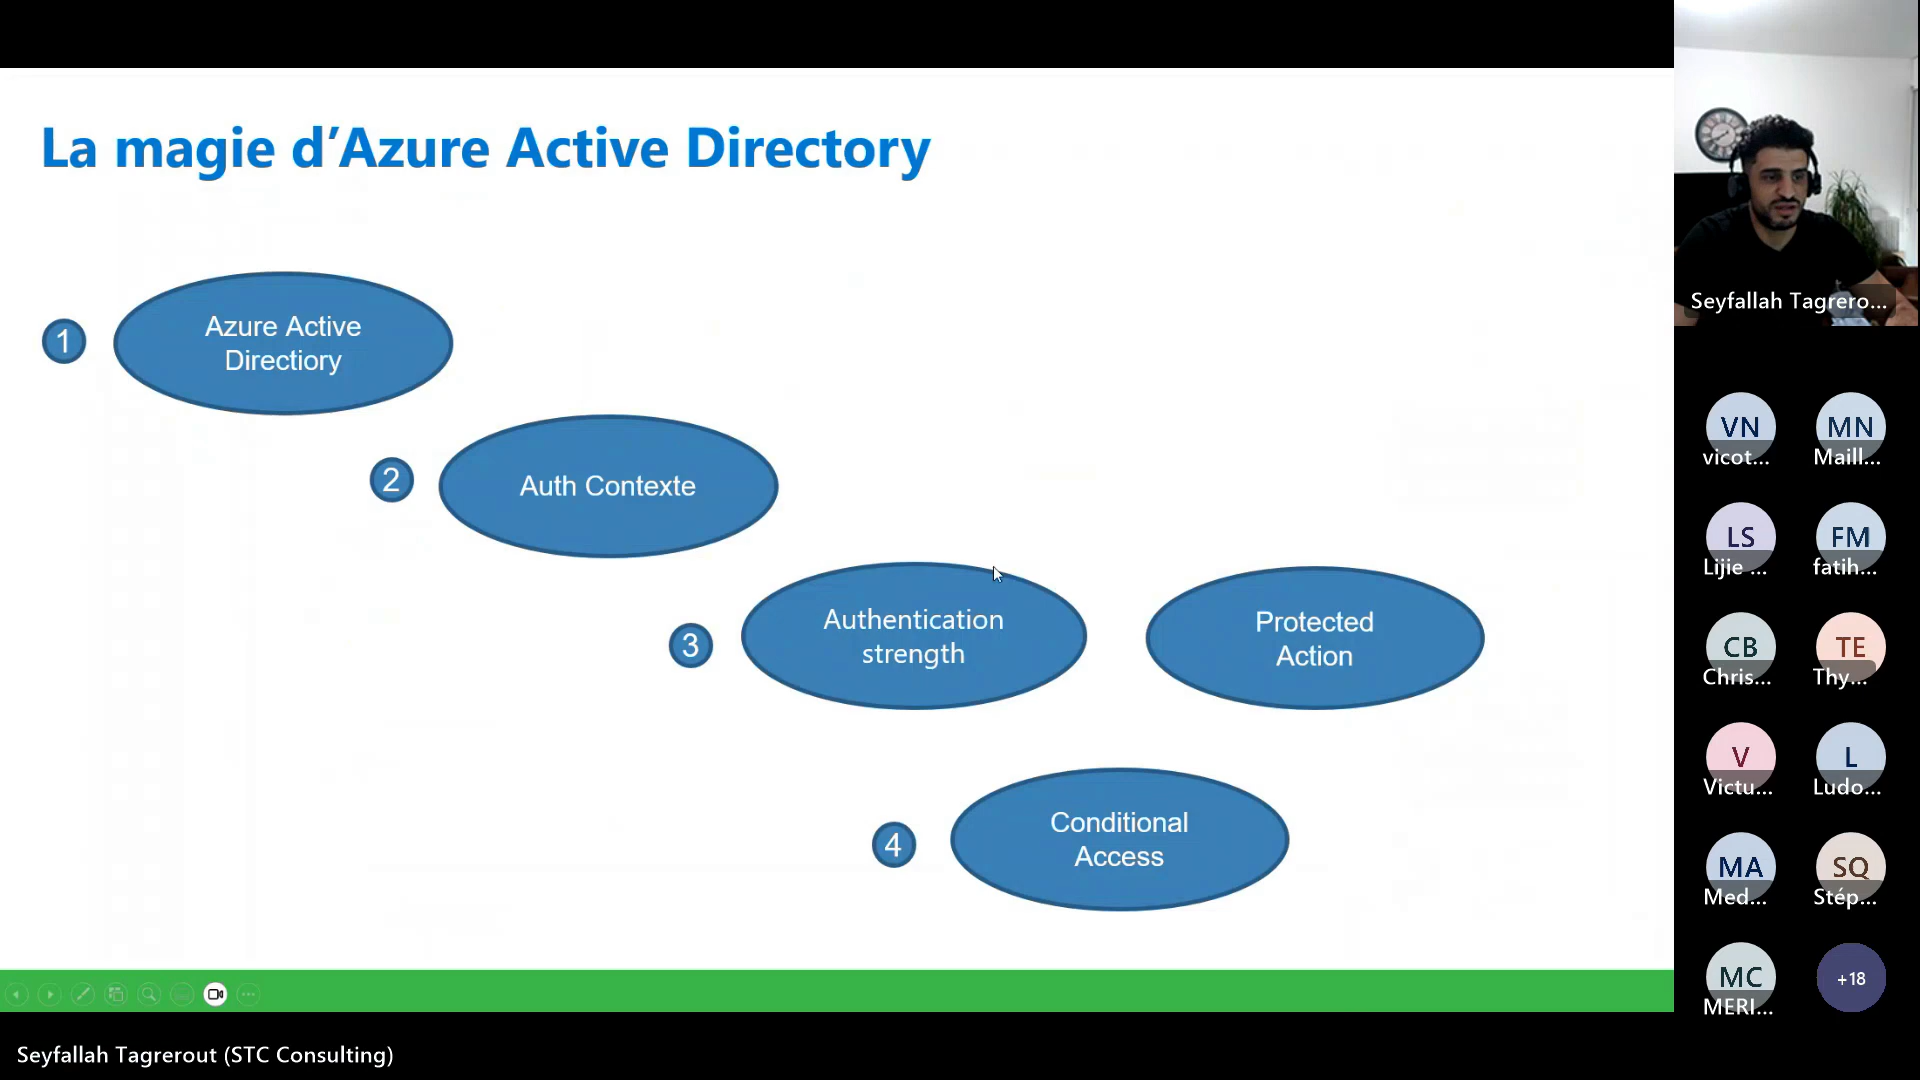 La magie d’Azure Active Directory
1
Azure Active
Directiory
2
Auth Contexte
3
Authentication
strength
Protected
Action
4
Conditional
Access
Seyfallah Tagrero...
VN
vicot...
MN
Maill...
LS
Lijie ...
FM
fatih...
CB
Chris...
TE
Thy...
V
Victu...
L
Ludo...
MA
Med...
SQ
Stép...
MC
MERI...
+18
Seyfallah Tagrerout (STC Consulting)